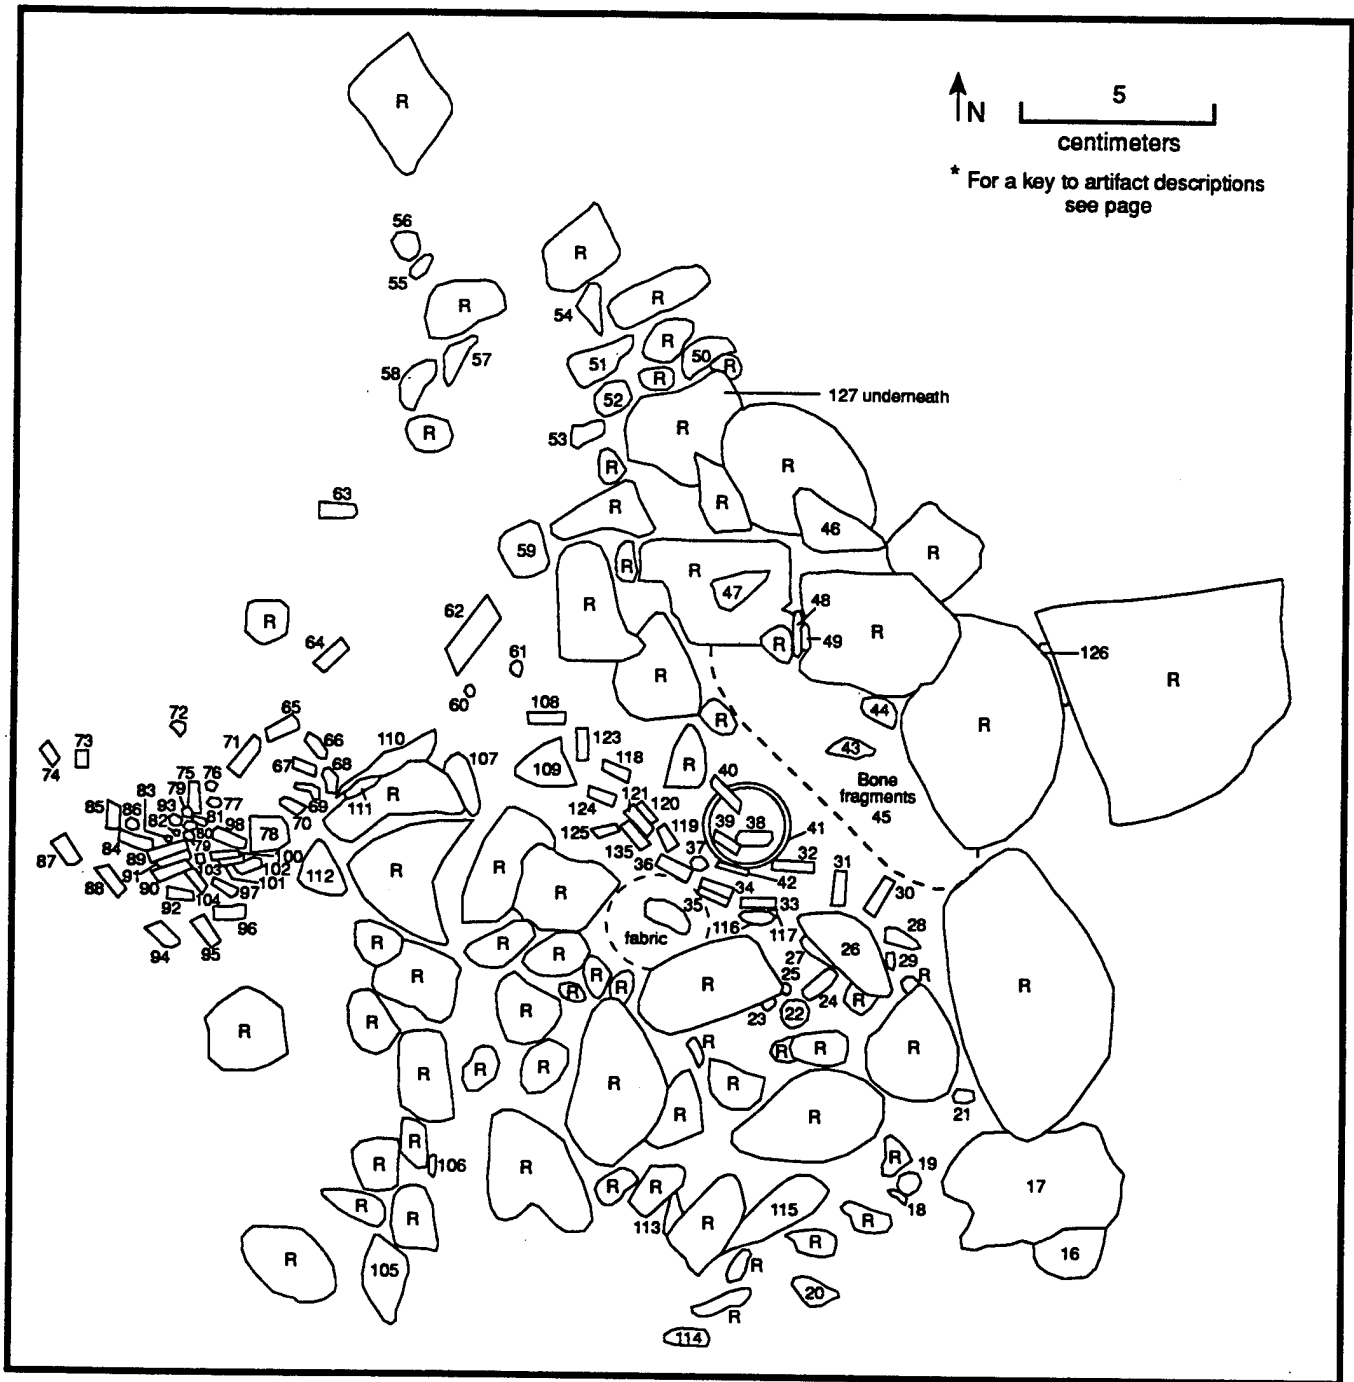 R
5
N
centimeters
* For a key to artifact descriptions
see page
56
55
R
R
R
54
57
58
R
51
50
R
R
52
127 underneath
53
R
R
R
R
63
R
R
46
59
R
R
R
47
R
R
62
48
R
49
R
64
61
R
126
R
60
R
44
R
72
65
108
R
43
71
66
110
107
123
73
74
67
68
109
118
R
40
Bone
fragments
45
83
75
76
79
93
77
69
111
R
124
121
120
85
86
82
81
80
98
78
70
125
119
39
38
41
84
79
135
37
87
89
100
112
R
R
36
32
31
91
103
102
42
88
90
101
R
34
30
92
104
97
35
33
96
116
117
28
94
95
fabric
27
26
R
R
R
29
R
R
R
25
R
R
R
24
R
R
R
R
23
22
R
R
R
R
R
R
R
R
R
R
R
R
21
R
R
R
R
106
R
19
R
R
R
17
18
R
R
113
R
115
R
R
R
16
105
R
20
R
114